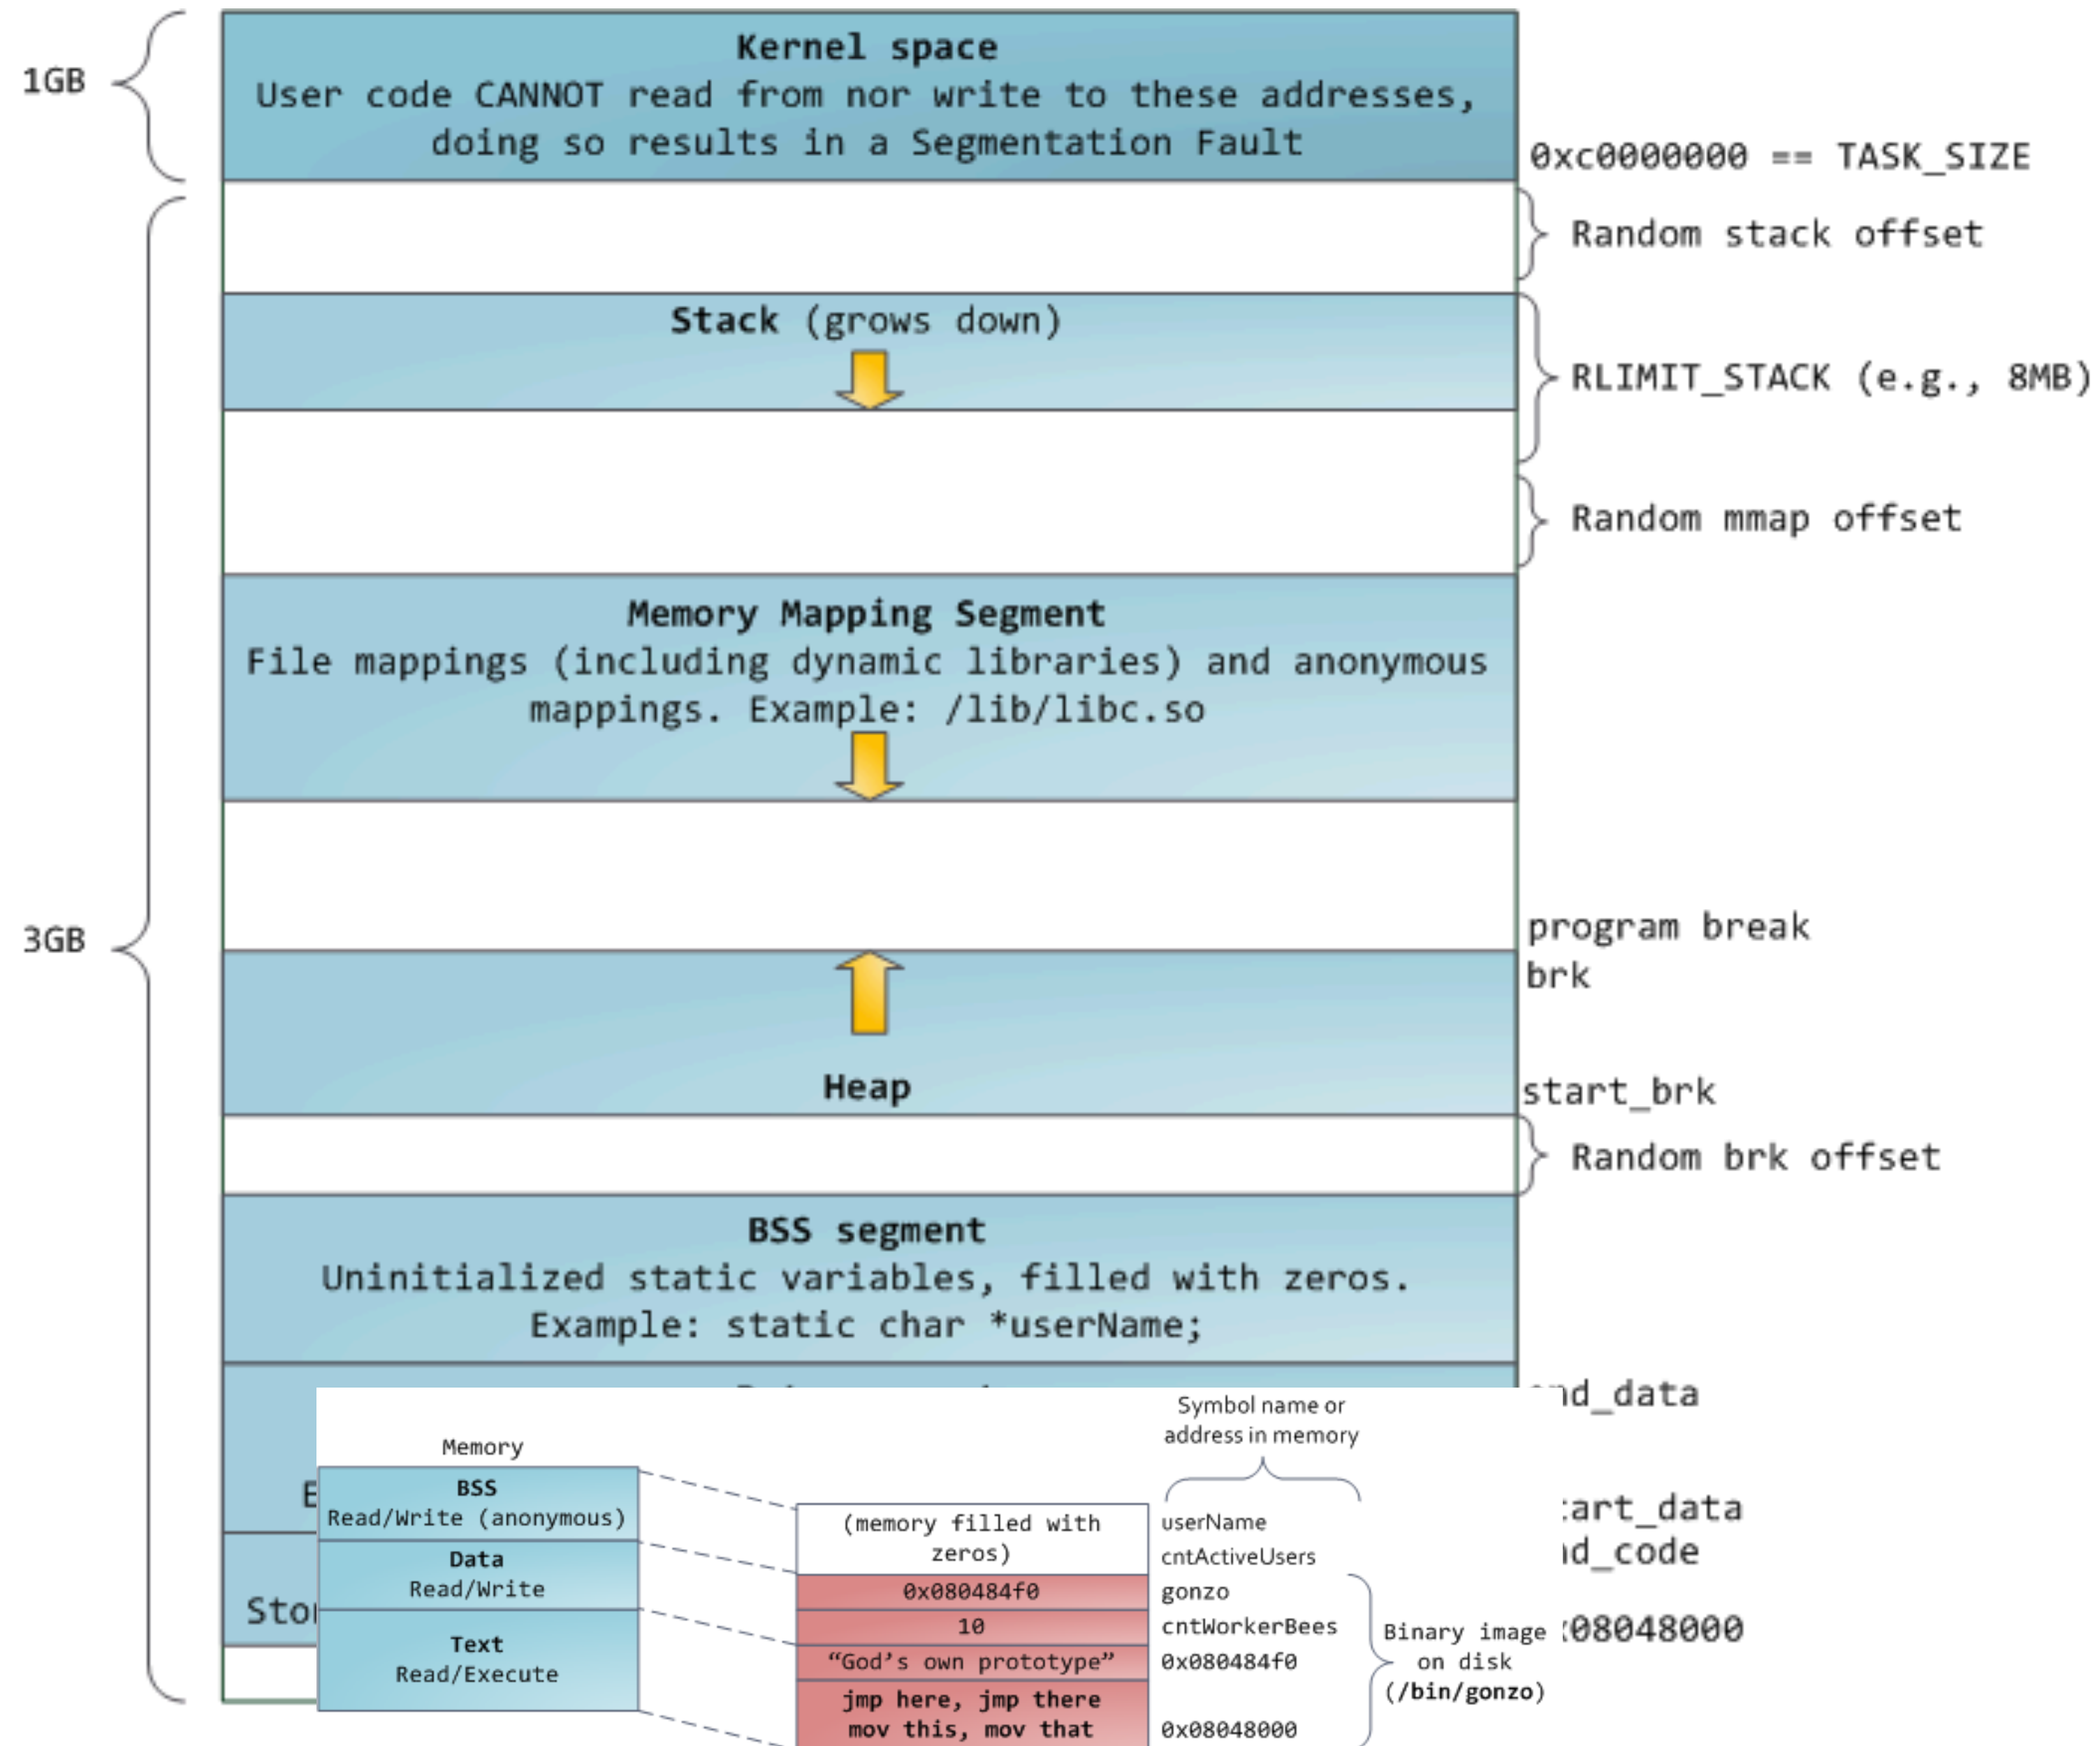 1GB
Kernel space
User code CANNOT read from nor write to these addresses,
doing so results in a Segmentation Fault
0xc0000000 == TASK_SIZE
Random stack offset
Stack (grows down)
RLIMIT_STACK (e.g., 8MB)
Random mmap offset
Memory Mapping Segment
File mappings (including dynamic libraries) and anonymous
mappings. Example: /lib/libc.so
3GB
program break
brk
Heap
start_brk
Random brk offset
BSS segment
Uninitialized static variables, filled with zeros.
Example: static char *userName;
nd_data
E
tart_data
nd_code
Sto
x08048000
Symbol name or
address in memory
Memory
BSS
Read/Write (anonymous)
Data
Read/Write
Text
Read/Execute
(memory filled with
zeros)
userName
cntActiveUsers
0x080484f0
gonzo
10
cntWorkerBees
“God’s own prototype”
0x080484f0
jmp here, jmp there
mov this, mov that
0x08048000
Binary image
on disk
(/bin/gonzo)